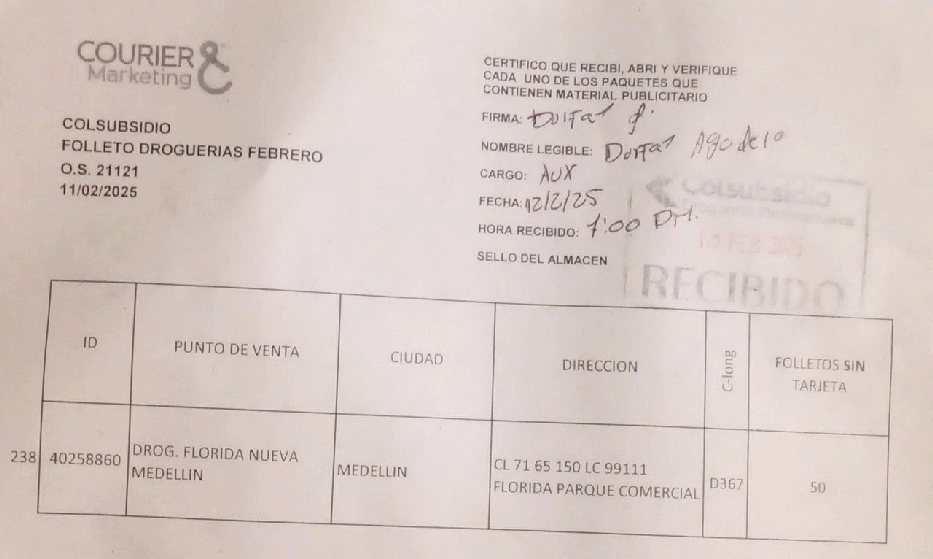 COURIER
Marketing
COLSUBSIDIO
FOLLETO DROGUERIAS FEBRERO
O.S. 21121
11/02/2025
CERTIFICO QUE RECIBI, ABRI Y VERIFIQUE
CADA UNO DE LOS PAQUETES QUE
CONTIENEN MATERIAL PUBLICITARIO
FIRMA:
NOMBRE LEGIBLE: Agudelo
CARGO: AUX
FECHA: 12/2/25
HORA RECIBIDO: 1:00 PM.
SELLO DEL ALMACEN
Colsubsidio
FEB
RECIBIDO
ID PUNTO DE VENTA CIUDAD DIRECCION C-long FOLLETOS SIN
TARJETA
238 40258860 DROG. FLORIDA NUEVA
MEDELLIN
MEDELLIN
CL 71 65 150 LC 99111
FLORIDA PARQUE COMERCIAL
D367
50